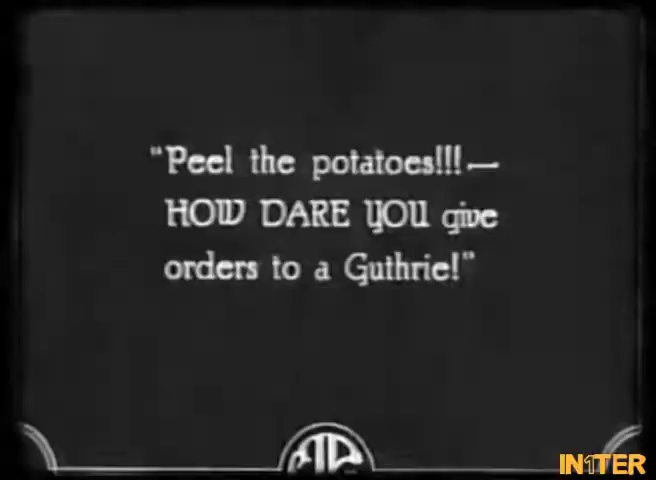 "Peel the potatoes!!!—
HOW DARE YOU give
orders to a Guthrie!"
IN1TER